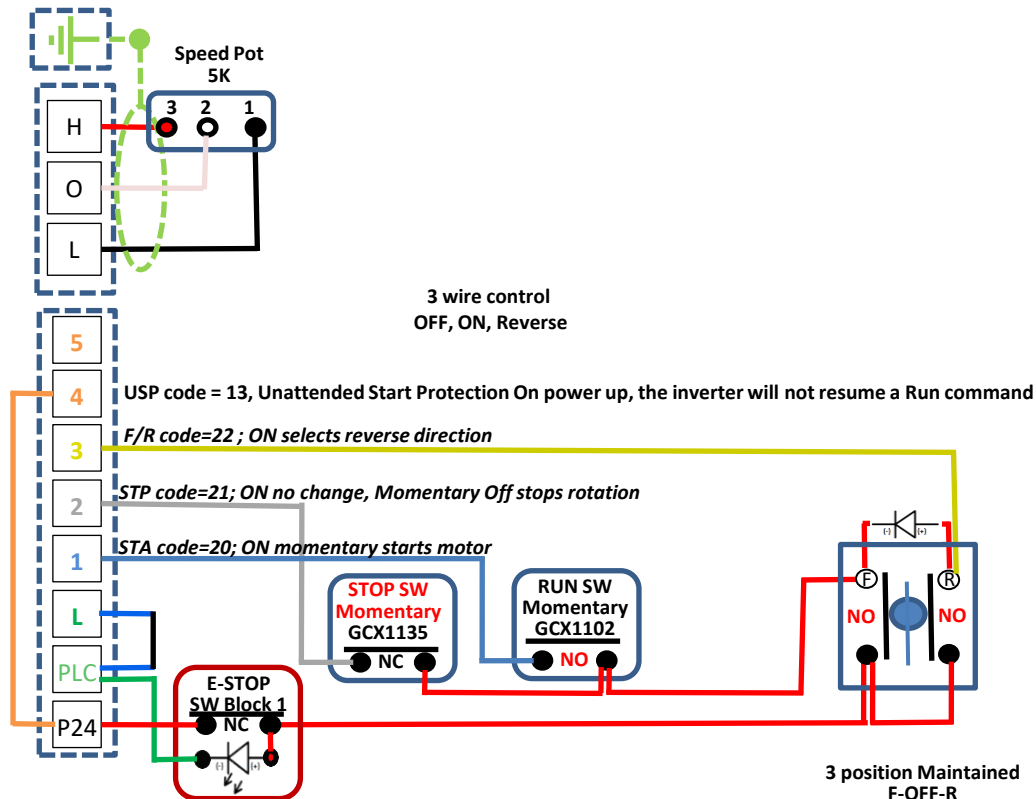 Speed Pot
5K
3 2 1
H
O
L
3 wire control
OFF, ON, Reverse
5
4 USP code = 13, Unattended Start Protection On power up, the inverter will not resume a Run command
3 F/R code=22 ; ON selects reverse direction
2 STP code=21; ON no change, Momentary Off stops rotation
(-) (+)
1 STA code=20; ON momentary starts motor
F R
STOP SW
Momentary
GCX1135
NC
RUN SW
Momentary
GCX1102
NO
NO NO
L
PLC
E-STOP
SW Block 1
NC
P24
(-) (+)
3 position Maintained
F-OFF-R